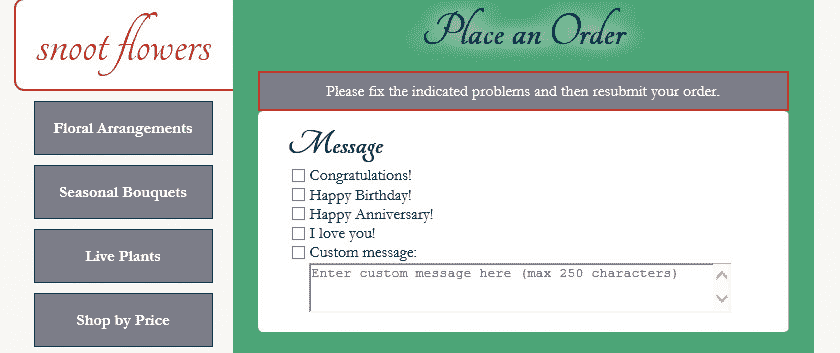 snoot flowers
Floral Arrangements
Seasonal Bouquets
Live Plants
Shop by Price
Place an Order
Please fix the indicated problems and then resubmit your order.
Message
Congratulations!
Happy Birthday!
Happy Anniversary!
I love you!
Custom message:
Enter custom message here (max 250 characters)